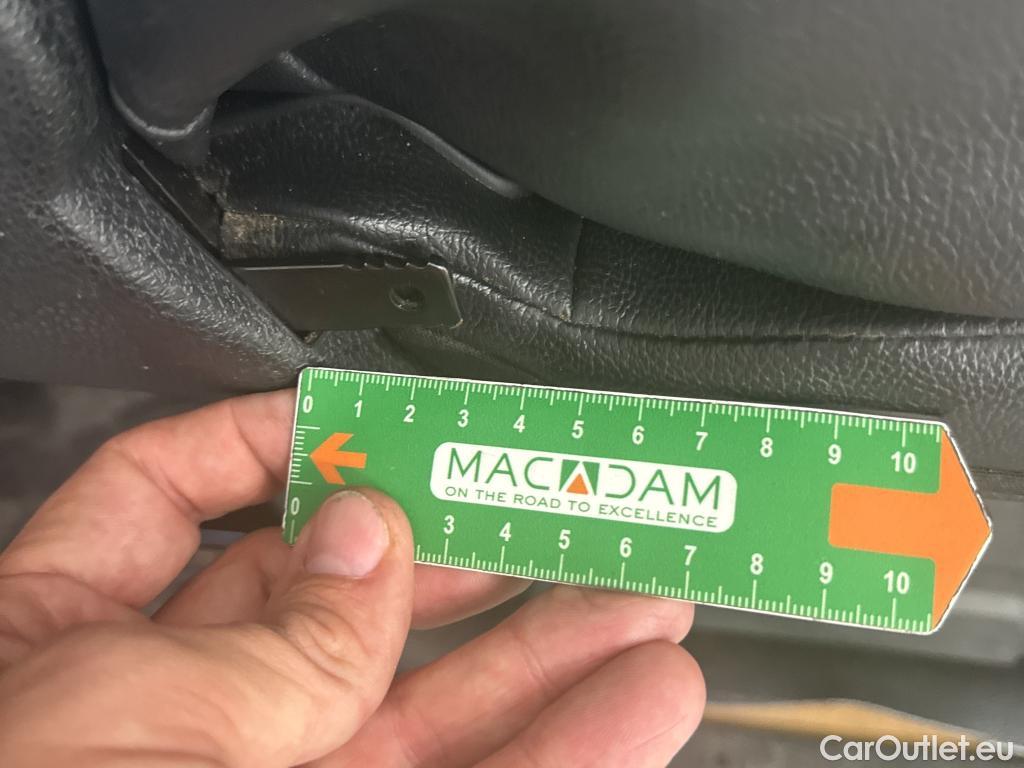 0 1 2 3 4 5 6 7 8 9 10
MACADAM
ON THE ROAD TO EXCELLENCE
0 3 4 5 6 7 8 9 10
CarOutlet.eu